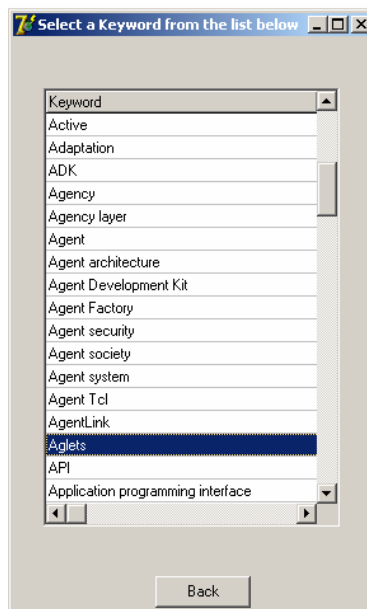 Select a Keyword from the list below
Keyword
Active
Adaptation
ADK
Agency
Agency layer
Agent
Agent architecture
Agent Development Kit
Agent Factory
Agent security
Agent society
Agent system
Agent Tcl
AgentLink
Aglets
API
Application programming interface
Back